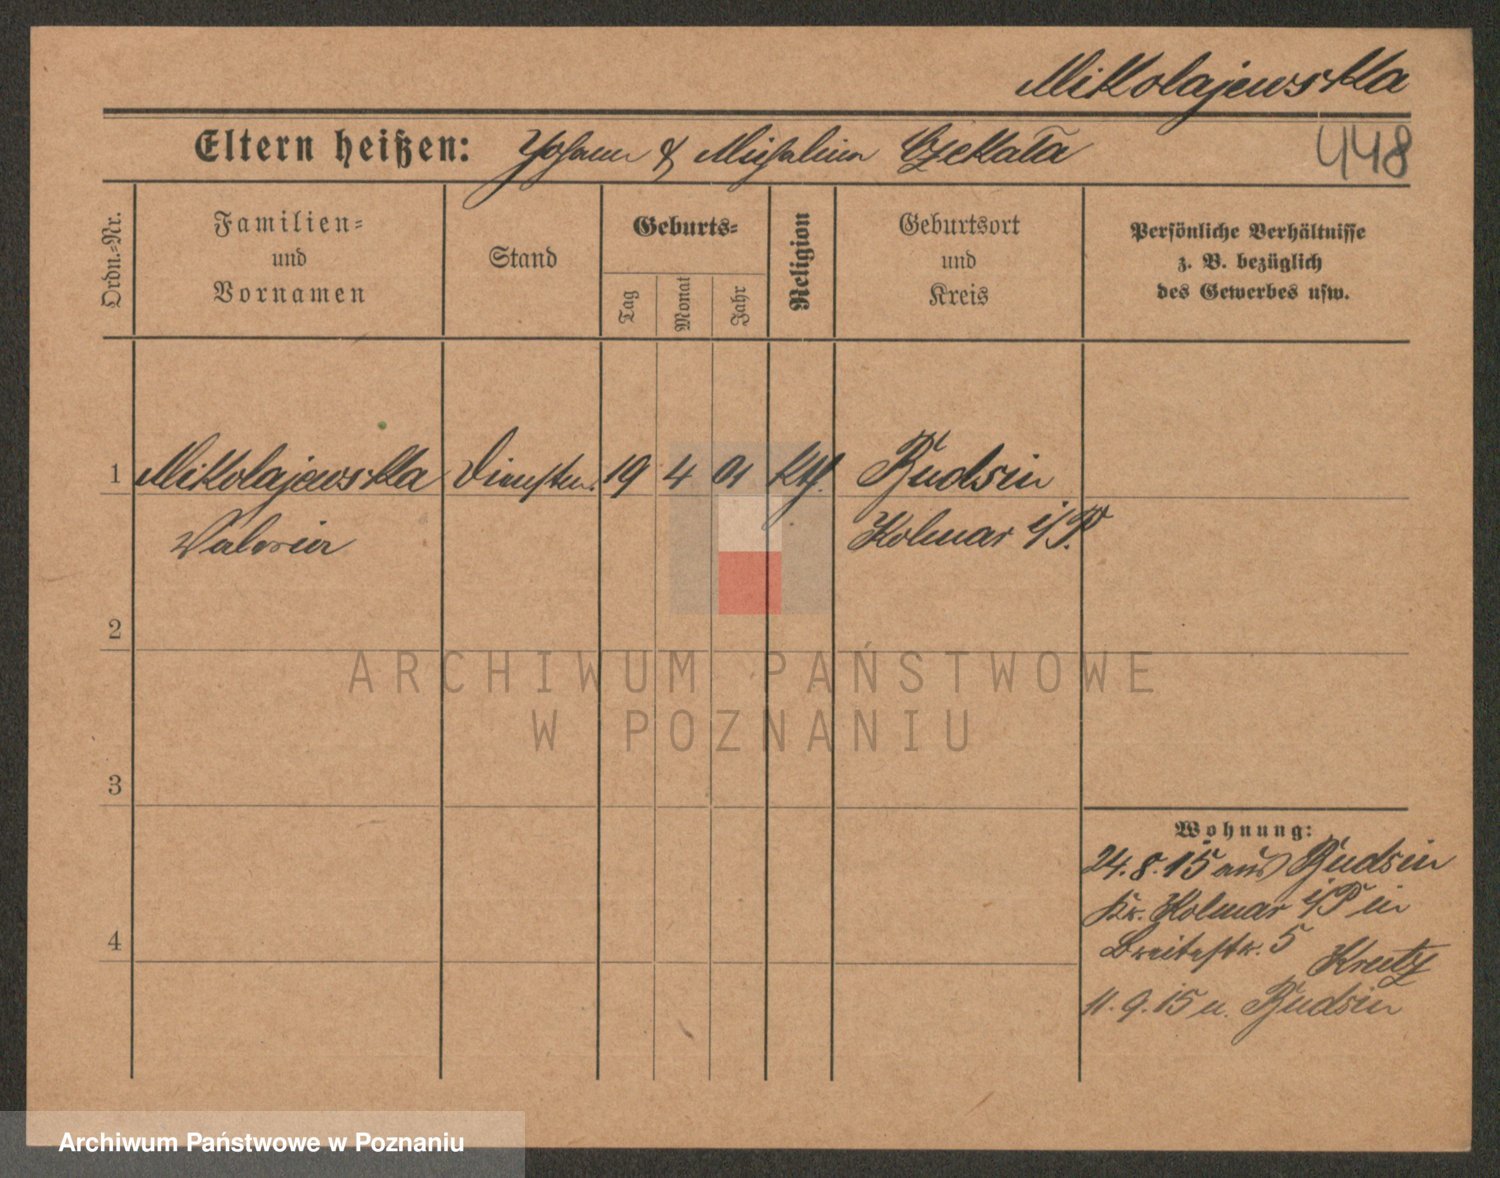 Mikolajewska
Eltern heißen: Johann & Michalina Czekala
448
Ordn.=Nr.
Familien=
und
Vornamen
Stand
Geburts=
Tag
Monat
Jahr
Religion
Geburtsort
und
Kreis
Persönliche Verhältnisse
z. B. bezüglich
des Gewerbes usw.
1 Mikolajewska Dienstm. 19 4 01 kth. Budsin
Valeria Kolmar i/P.
2
3
4
Wohnung:
24.8.15 aus Budsin
Kr. Kolmar i/P in
Breitestr. 5
Kreutz
11.9.15 n. Budsin
ARCHIWUM PAŃSTWOWE
W POZNANIU
Archiwum Państwowe w Poznaniu